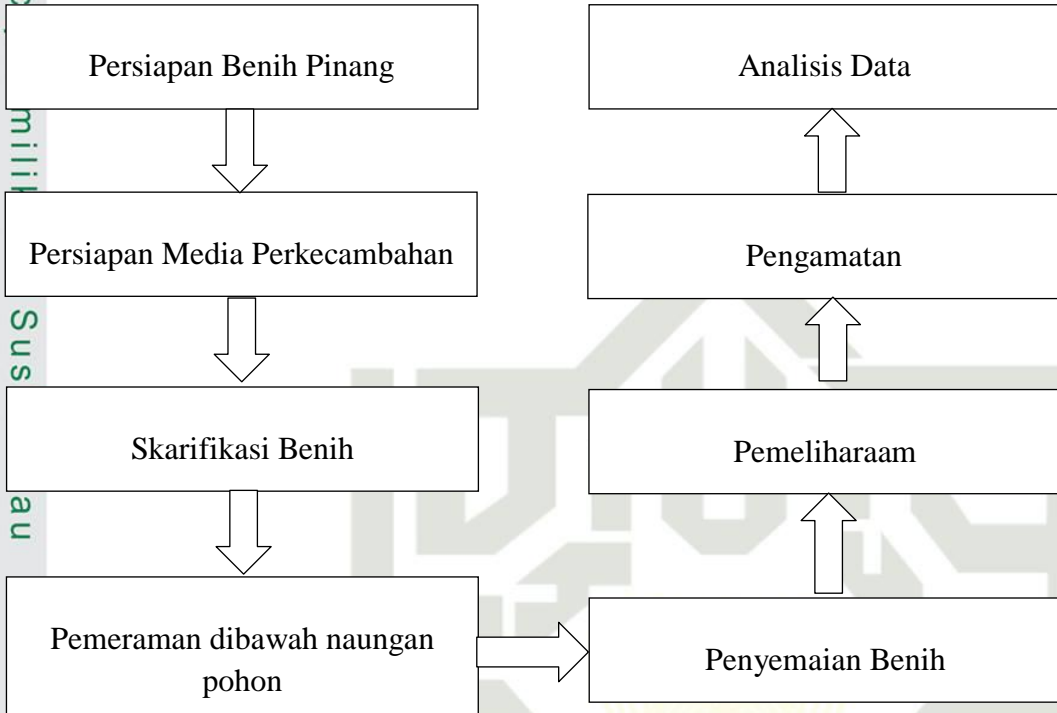 Persiapan Benih Pinang
Persiapan Media Perkecambahan
Skarifikasi Benih
Pemeraman dibawah naungan
pohon
Penyemaian Benih
Pemeliharaam
Pengamatan
Analisis Data